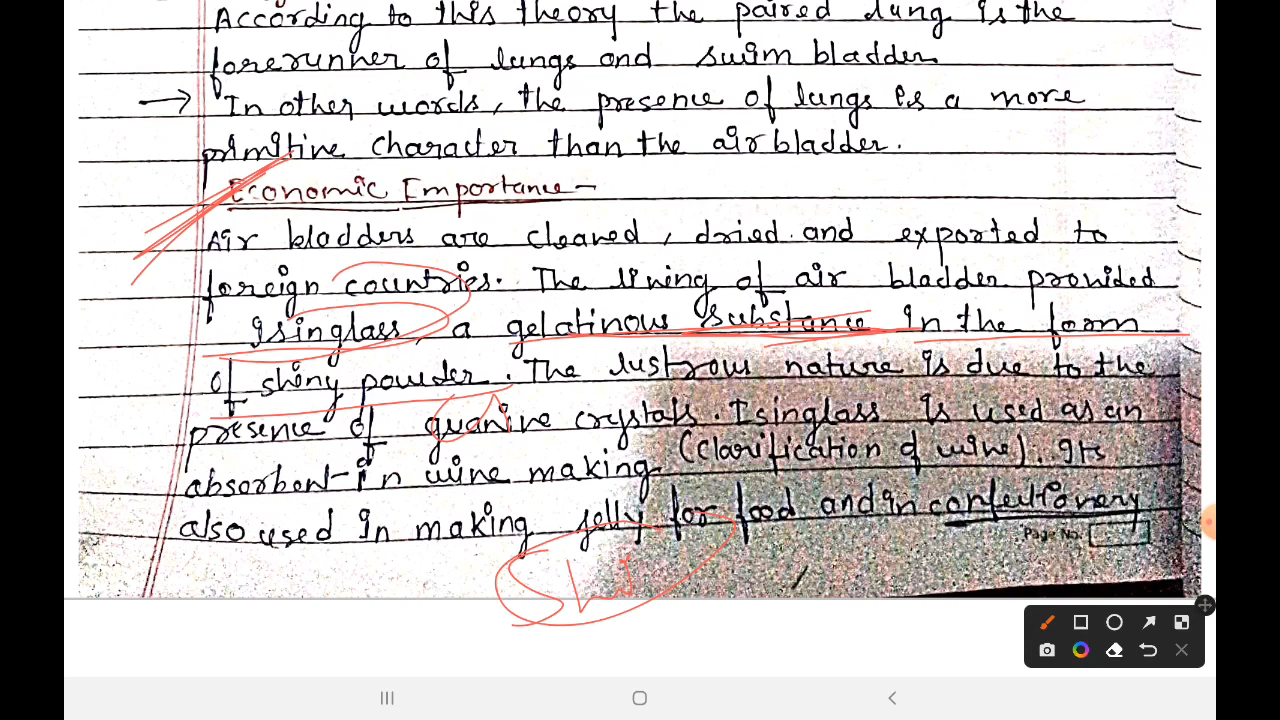 According to this theory the paired lung is the
forerunner of lungs and swim bladder
→ In other words, the presence of lungs is a more
primitive character than the air bladder.
Economic Importance -
Air bladders are cleaned, dried and exported to
foreign countries. The lining of air bladder provided
Isinglass, a gelatinous substance in the form
of shiny powder. The lustrous nature is due to the
presence of guanine crystals. Isinglass is used as an
absorbent in wine making (clarification of wine). Its
also used in making jelly for food and in confectionery
Page No.